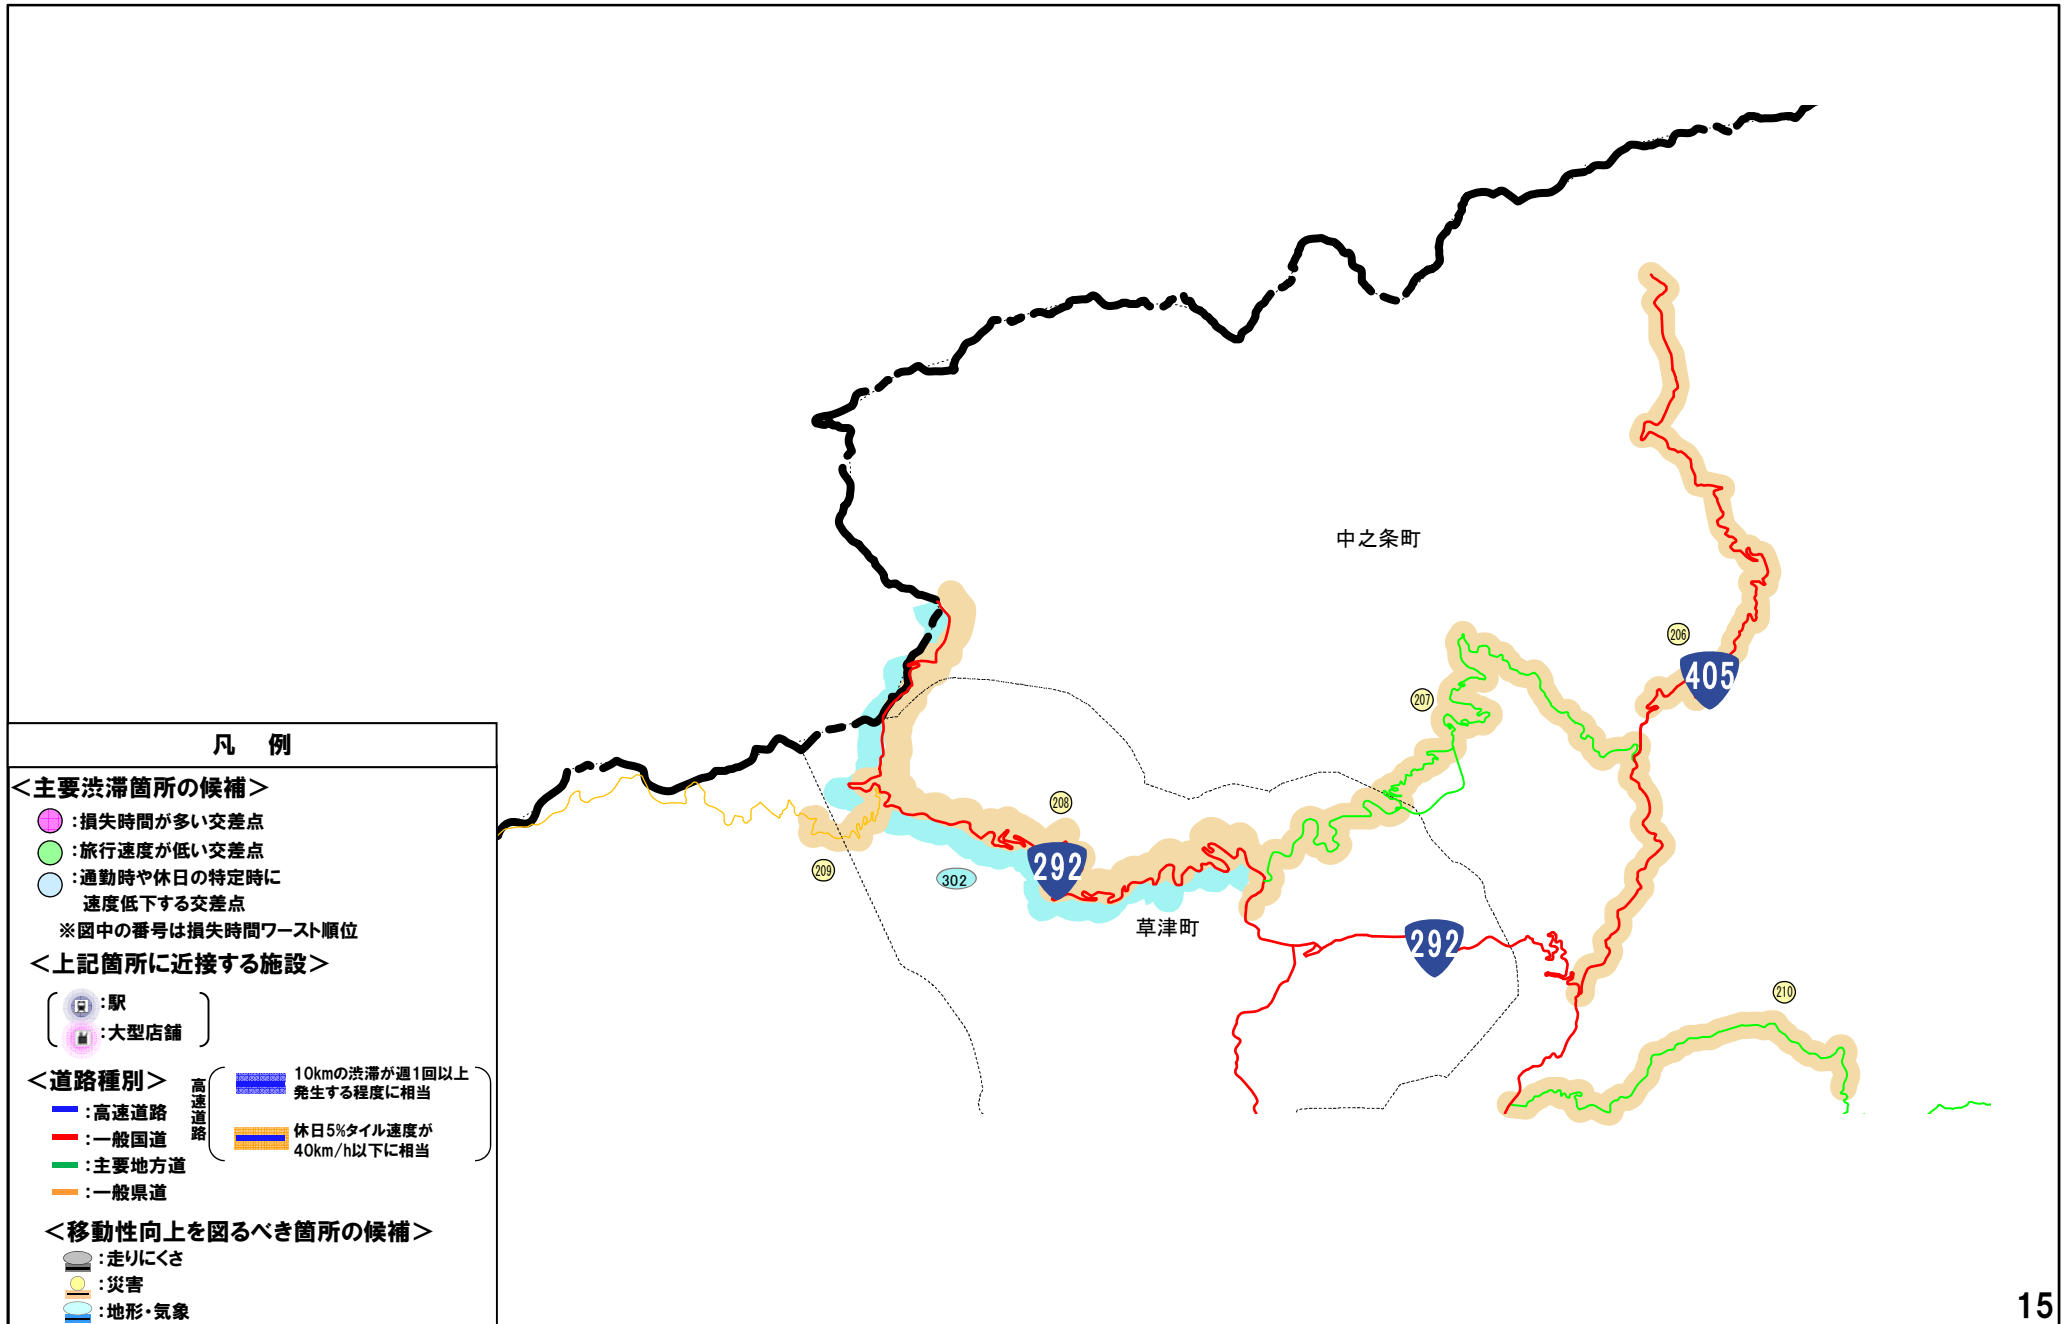 中之条町
206
405
207
208
292
209
302
草津町
292
210
凡 例
＜主要渋滞箇所の候補＞
：損失時間が多い交差点
：旅行速度が低い交差点
：通勤時や休日の特定時に
速度低下する交差点
※図中の番号は損失時間ワースト順位
＜上記箇所に近接する施設＞
：駅
：大型店舗
＜道路種別＞
：高速道路
：一般国道
：主要地方道
：一般県道
高速道路
10kmの渋滞が週1回以上
発生する程度に相当
休日5%タイル速度が
40km/h以下に相当
＜移動性向上を図るべき箇所の候補＞
：走りにくさ
：災害
：地形・気象
15